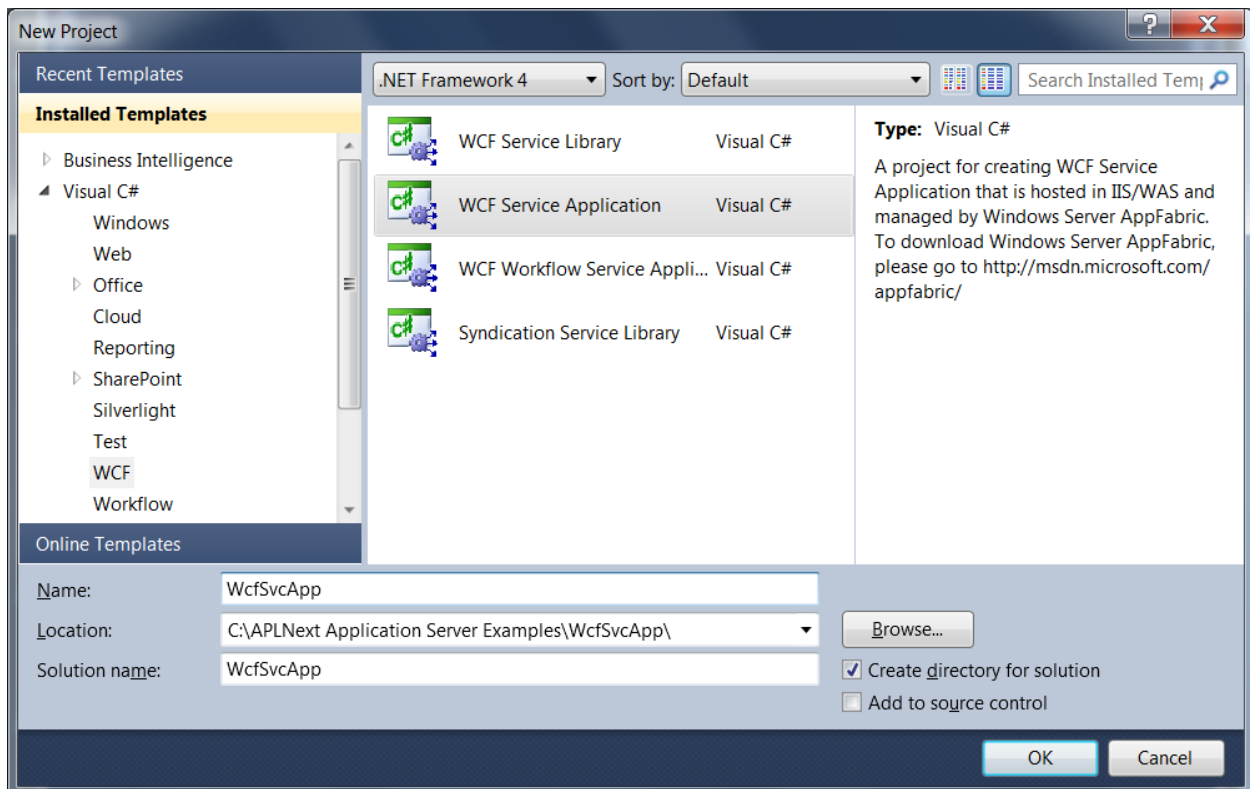 New Project
Recent Templates
Installed Templates
Business Intelligence
Visual C#
Windows
Web
Office
Cloud
Reporting
SharePoint
Silverlight
Test
WCF
Workflow
Online Templates
.NET Framework 4 Sort by: Default Search Installed Temp
WCF Service Library Visual C#
WCF Service Application Visual C#
WCF Workflow Service Appli... Visual C#
Syndication Service Library Visual C#
Type: Visual C#
A project for creating WCF Service
Application that is hosted in IIS/WAS and
managed by Windows Server AppFabric.
To download Windows Server AppFabric,
please go to http://msdn.microsoft.com/
appfabric/
Name: WcfSvcApp
Location: C:\APLNext Application Server Examples\WcfSvcApp\ Browse...
Solution name: WcfSvcApp
Create directory for solution
Add to source control
OK Cancel